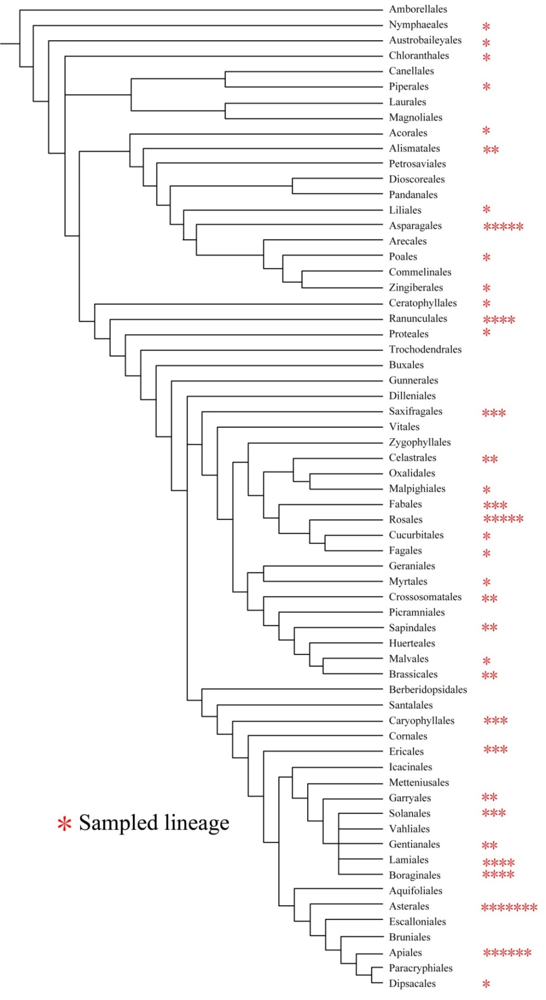 Amborellales
Nymphaeales *
Austrobaileyales *
Chloranthales *
Canellales
Piperales *
Laurales
Magnoliales
Acorales *
Alismatales **
Petrosaviales
Dioscoreales
Pandanales
Liliales *
Asparagales *****
Arecales
Poales *
Commelinales
Zingiberales *
Ceratophyllales *
Ranunculales ****
Proteales *
Trochodendrales
Buxales
Gunnerales
Dilleniales
Saxifragales ***
Vitales
Zygophyllales
Celastrales **
Oxalidales
Malpighiales *
Fabales ***
Rosales *****
Cucurbitales *
Fagales *
Geraniales
Myrtales *
Crossosomatales **
Picramniales
Sapindales **
Huerteales
Malvales *
Brassicales **
Berberidopsidales
Santalales
Caryophyllales ***
Cornales
Ericales ***
Icacinales
Metteniusales
Garryales **
Solanales ***
* Sampled lineage
Vahliales
Gentianales **
Lamiales ****
Boraginales ****
Aquifoliales
Asterales *******
Escalloniales
Bruniales
Apiales ******
Paracryphiales
Dipsacales *